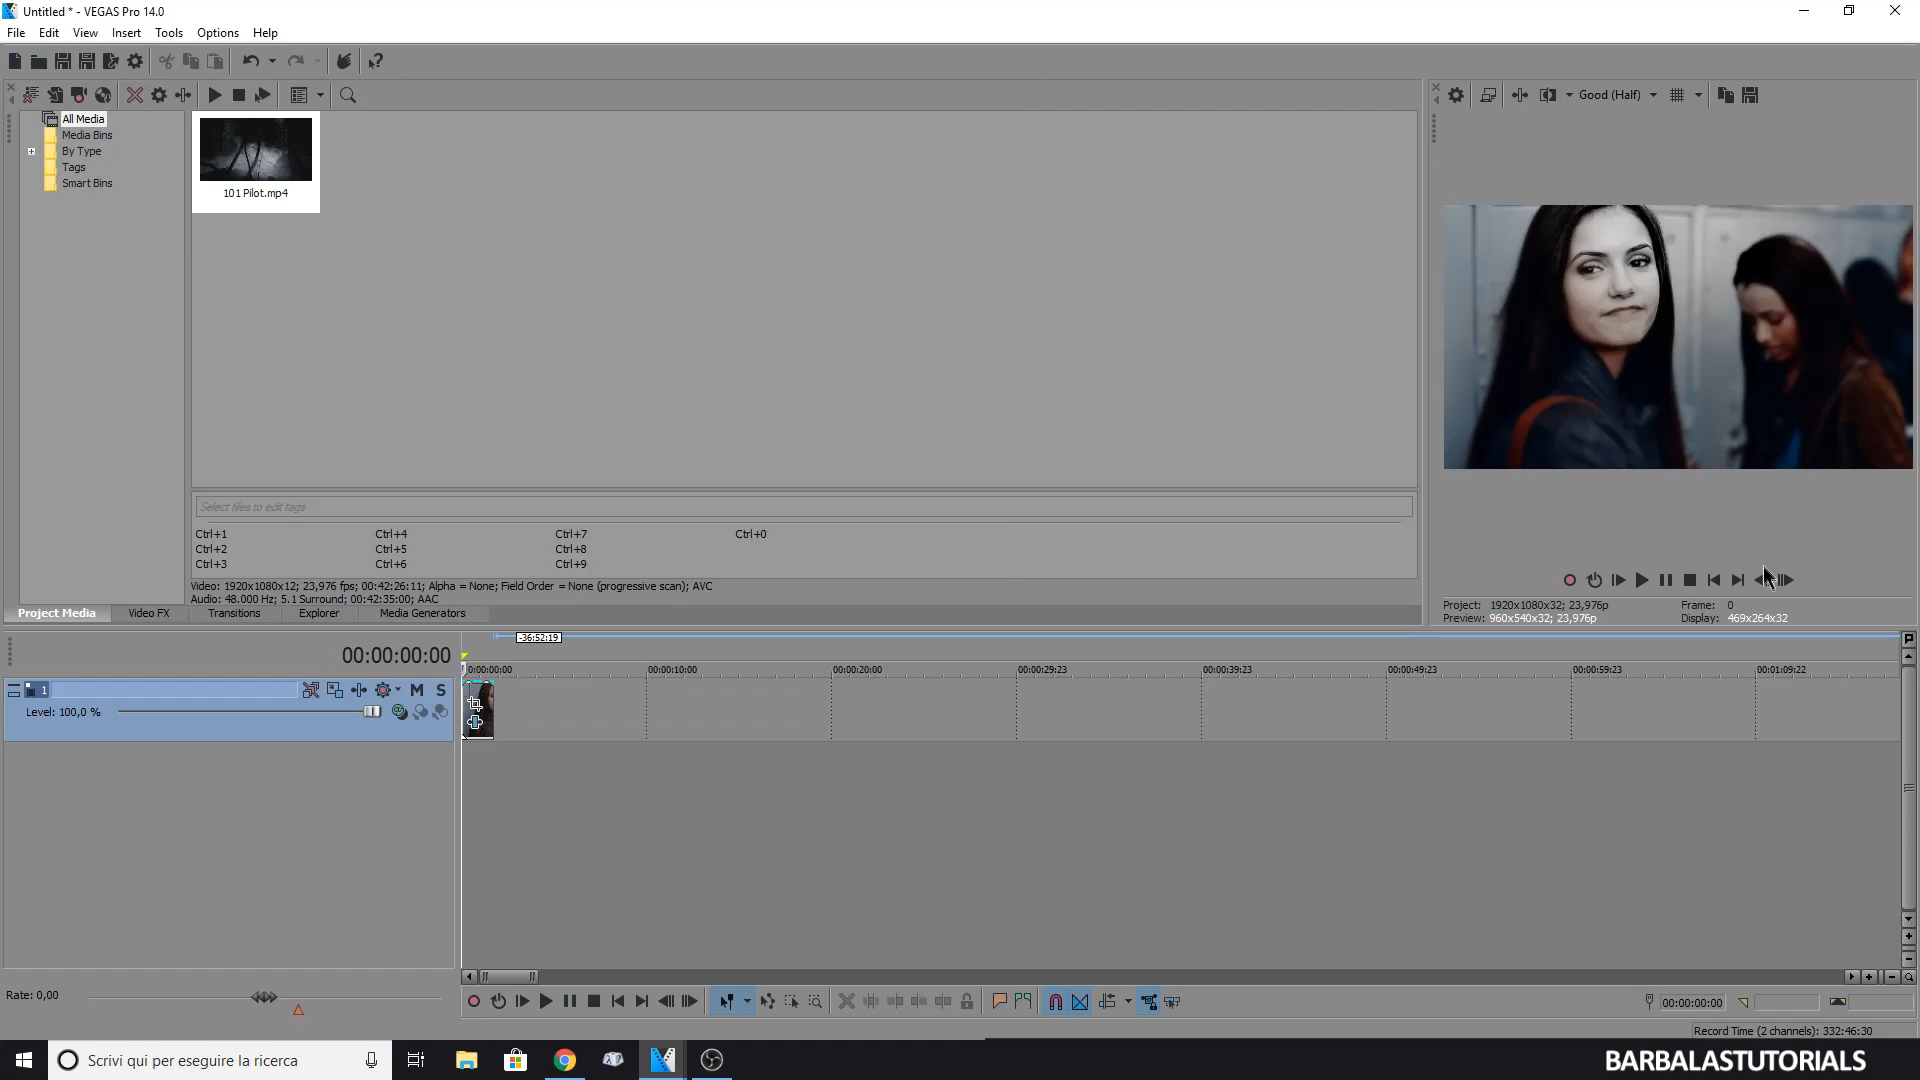 Untitled * - VEGAS Pro 14.0
File Edit View Insert Tools Options Help
Good (Half)
All Media
Media Bins
By Type
Tags
Smart Bins
101 Pilot.mp4
Select files to edit tags
Ctrl+1 Ctrl+4 Ctrl+7 Ctrl+0
Ctrl+2 Ctrl+5 Ctrl+8
Ctrl+3 Ctrl+6 Ctrl+9
Video: 1920x1080x12; 23,976 fps; 00:42:26:11; Alpha = None; Field Order = None (progressive scan); AVC
Audio: 48.000 Hz; 5.1 Surround; 00:42:35:00; AAC
Project Media Video FX Transitions Explorer Media Generators
Project: 1920x1080x32; 23,976p Frame: 0
Preview: 960x540x32; 23,976p Display: 469x264x32
-36:52:19
00:00:00:00
0:00:00:00 00:00:10:00 00:00:20:00 00:00:29:23 00:00:39:23 00:00:49:23 00:00:59:23 00:01:09:22
1 M S
Level: 100,0 %
Rate: 0,00
00:00:00:00
Record Time (2 channels): 332:46:30
Scrivi qui per eseguire la ricerca
BARBALASTUTORIALS